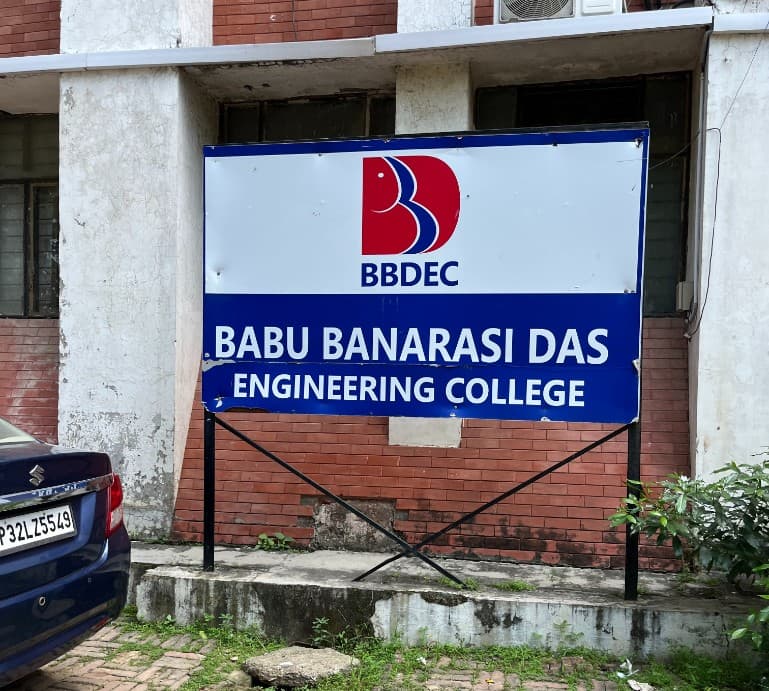 BBDEC
BABU BANARASI DAS
ENGINEERING COLLEGE
P32LZ5549